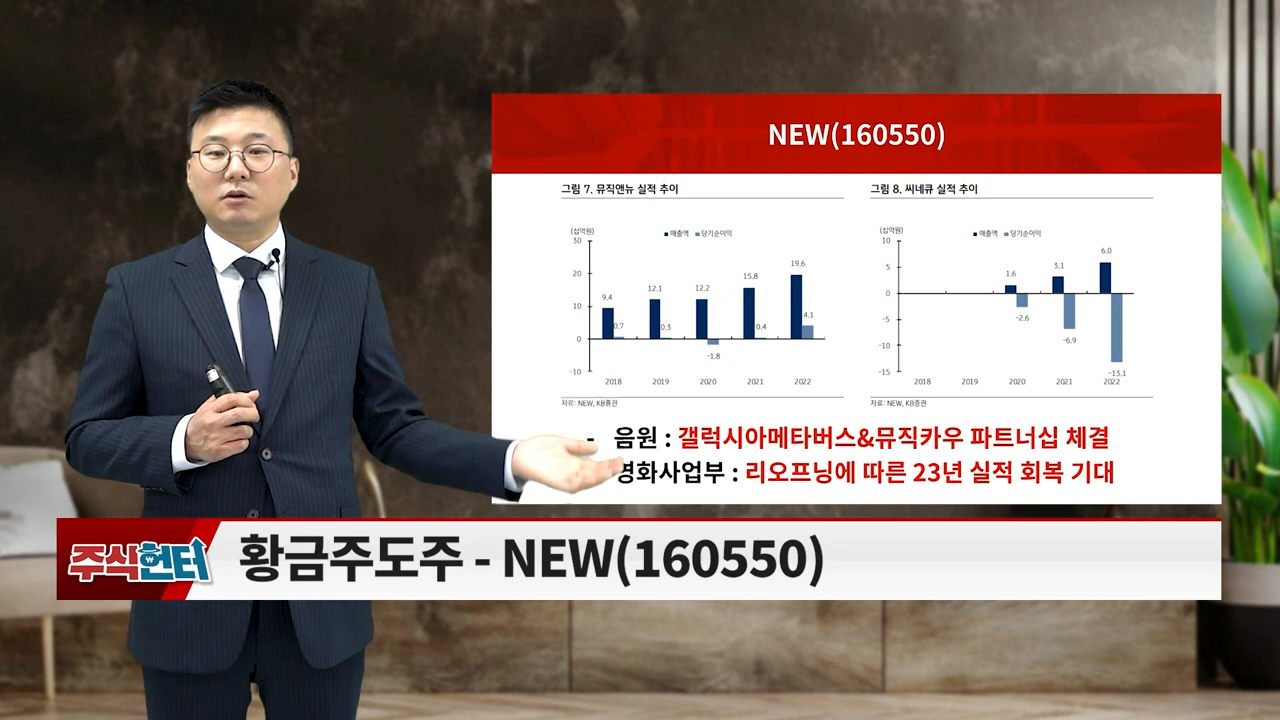 NEW(160550)
그림 7. 뮤직앤뉴 실적 추이
(십억원)
매출액 당기순이익
30
20
10
0
-10
9.4
0.7
12.1
0.3
12.2
-1.8
15.8
0.4
19.6
4.1
2018 2019 2020 2021 2022
자료: NEW, KB증권
그림 8. 씨네큐 실적 추이
(십억원)
매출액 당기순이익
10
5
0
-5
-10
-15
1.6
-2.6
3.1
-6.9
6.0
-13.1
2018 2019 2020 2021 2022
자료: NEW, KB증권
- 음원 : 갤럭시아메타버스&뮤직카우 파트너십 체결
영화사업부 : 리오프닝에 따른 23년 실적 회복 기대
주식헌터
황금주도주 - NEW(160550)